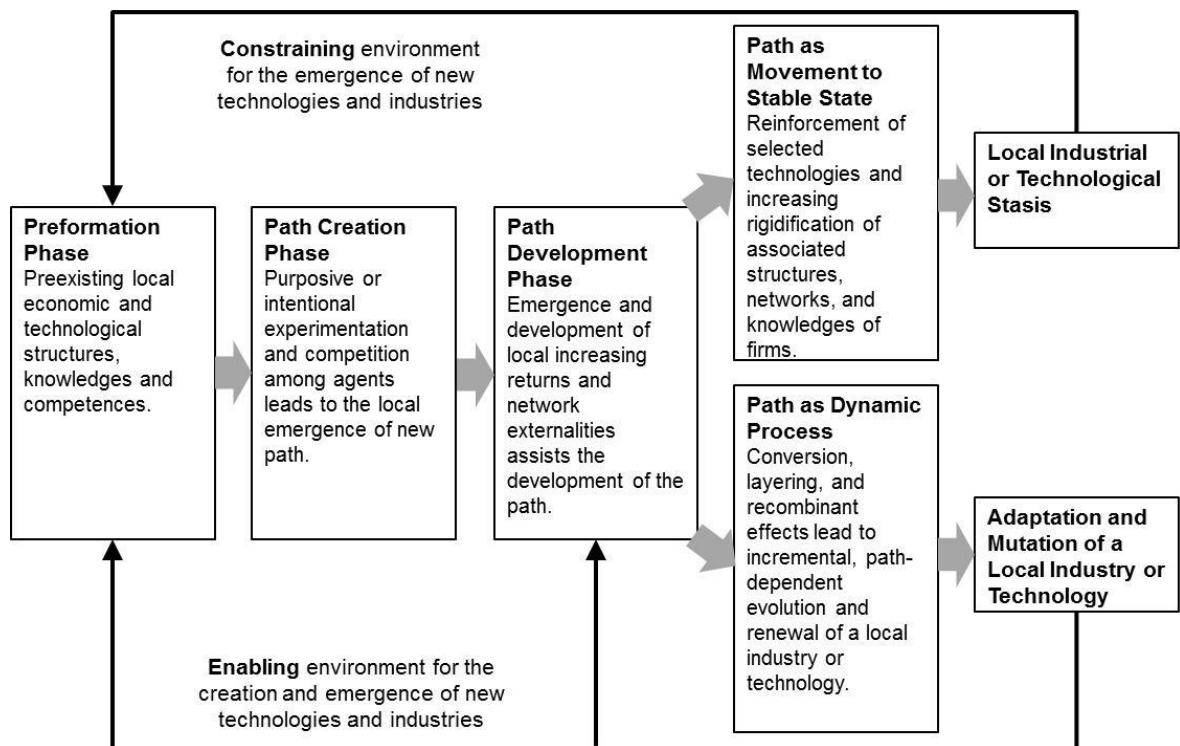 Constraining environment
for the emergence of new
technologies and industries
Preformation
Phase
Preexisting local
economic and
technological
structures,
knowledges and
competences.
Path Creation
Phase
Purposive or
intentional
experimentation
and competition
among agents
leads to the local
emergence of new
path.
Path
Development
Phase
Emergence and
development of
local increasing
returns and
network
externalities
assists the
development of the
path.
Path as
Movement to
Stable State
Reinforcement of
selected
technologies and
increasing
rigidification of
associated
structures,
networks, and
knowledges of
firms.
Local Industrial
or Technological
Stasis
Path as Dynamic
Process
Conversion,
layering, and
recombinant
effects lead to
incremental, path-
dependent
evolution and
renewal of a local
industry or
technology.
Adaptation and
Mutation of a
Local Industry or
Technology
Enabling environment for the
creation and emergence of new
technologies and industries